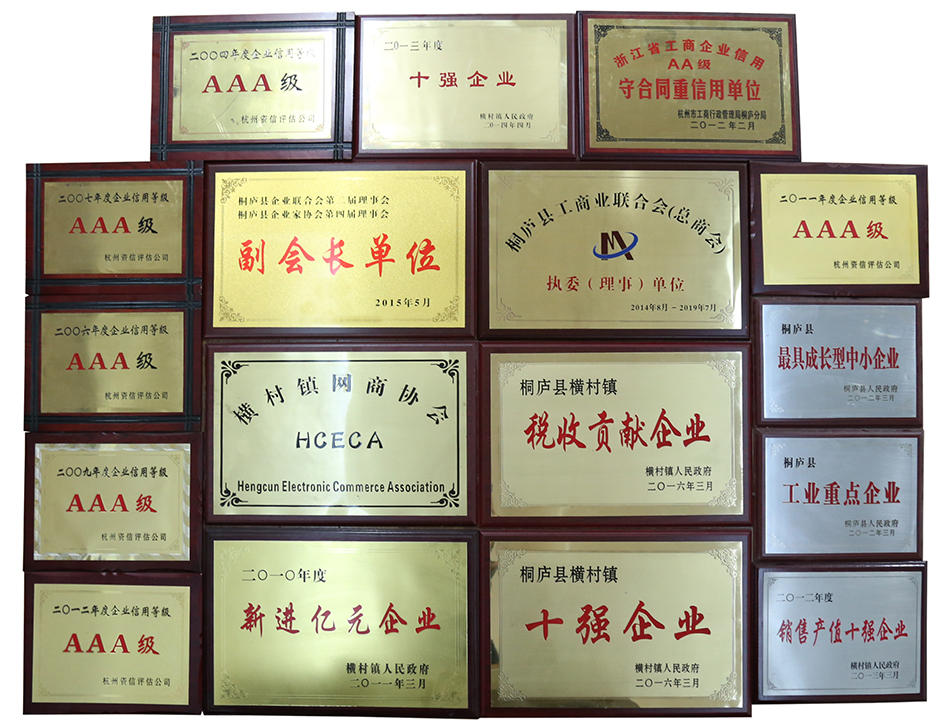 二〇〇四年度企业信用等级
AAA级
杭州资信评估公司
二〇一三年度
十强企业
横村镇人民政府
二〇一四年四月
浙江省工商企业信用
AA级
守合同重信用单位
杭州市工商行政管理局桐庐分局
二〇一二年二月
二〇〇七年度企业信用等级
AAA级
杭州资信评估公司
桐庐县企业联合会第二届理事会
桐庐县企业家协会第四届理事会
副会长单位
2015年5月
桐庐县工商业联合会(总商会)
执委(理事)单位
2014年8月－2019年7月
二〇一一年度企业信用等级
AAA级
杭州资信评估公司
二〇〇六年度企业信用等级
AAA级
杭州资信评估公司
横村镇网商协会
HCECA
Hengcun Electronic Commerce Association
桐庐县横村镇
税收贡献企业
横村镇人民政府
二〇一六年三月
桐庐县
最具成长型中小企业
桐庐县人民政府
二〇一二年三月
二〇〇九年度企业信用等级
AAA级
杭州资信评估公司
桐庐县
工业重点企业
桐庐县人民政府
二〇一二年三月
二〇一二年度企业信用等级
AAA级
杭州资信评估公司
二〇一〇年度
新进亿元企业
横村镇人民政府
二〇一一年三月
桐庐县横村镇
十强企业
横村镇人民政府
二〇一六年三月
二〇一二年度
销售产值十强企业
横村镇人民政府
二〇一三年三月